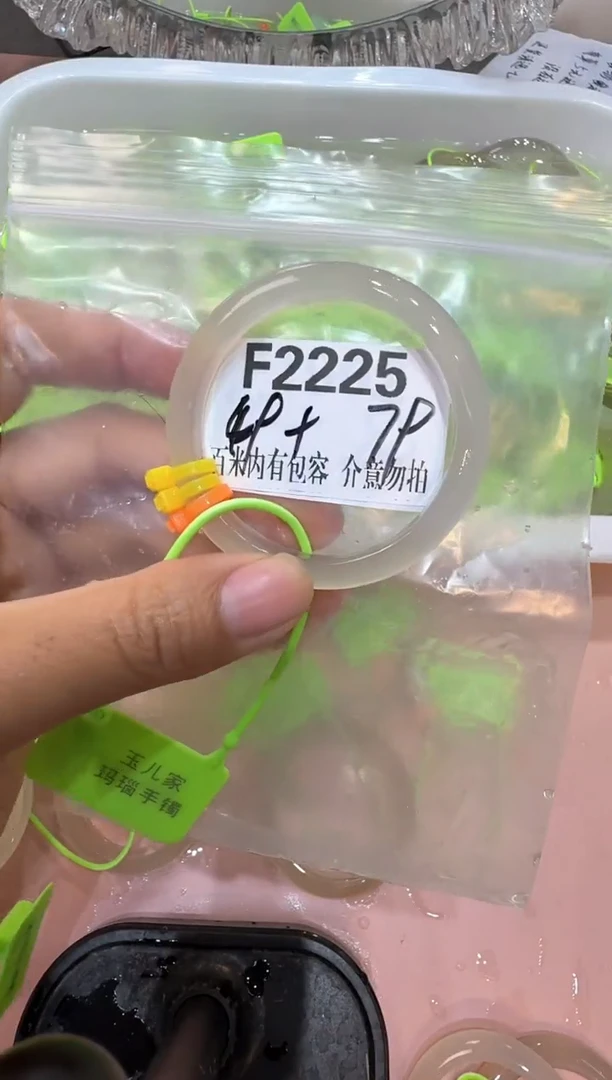 F2225
4P+ 7P
百米内有包容 介意勿拍
玉儿家
玛瑙手镯